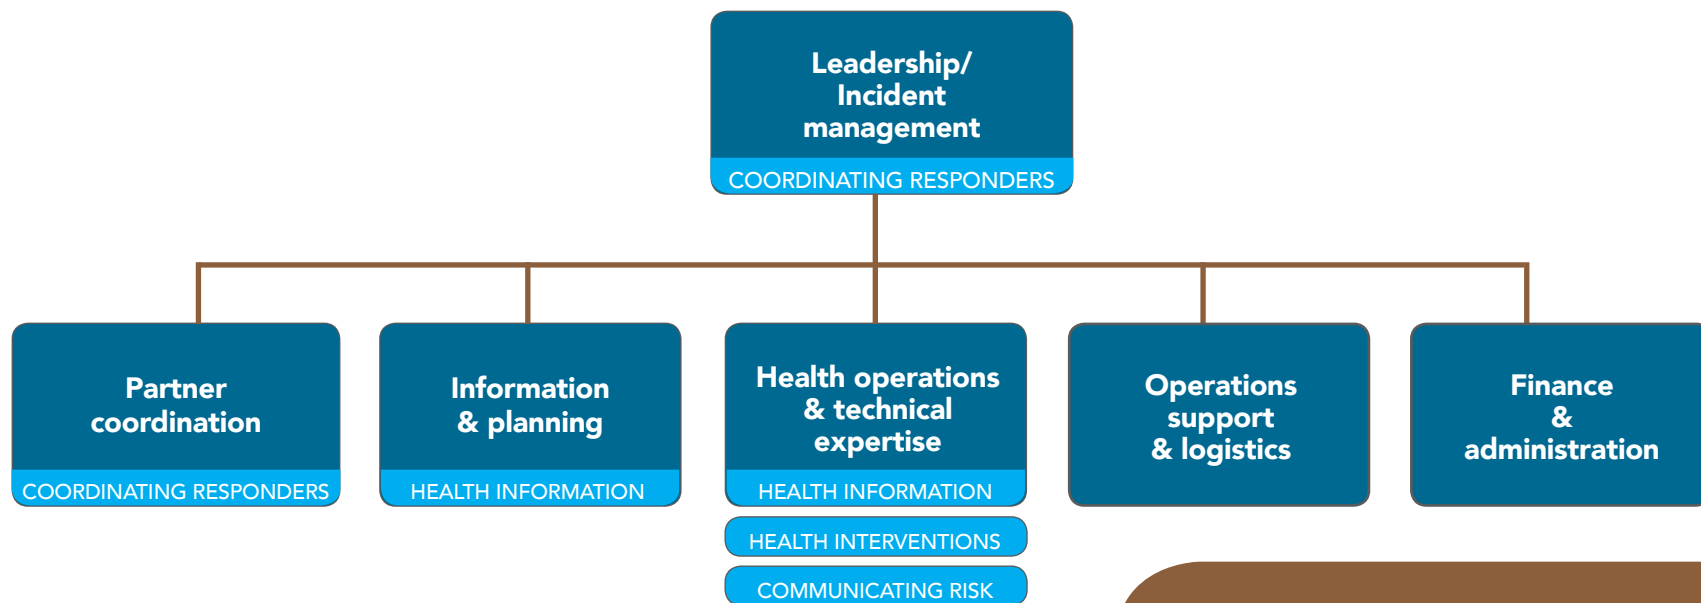 Leadership/
Incident
management
COORDINATING RESPONDERS
Partner
coordination
COORDINATING RESPONDERS
Information
& planning
HEALTH INFORMATION
Health operations
& technical
expertise
HEALTH INFORMATION
HEALTH INTERVENTIONS
COMMUNICATING RISK
Operations
support
& logistics
Finance
&
administration